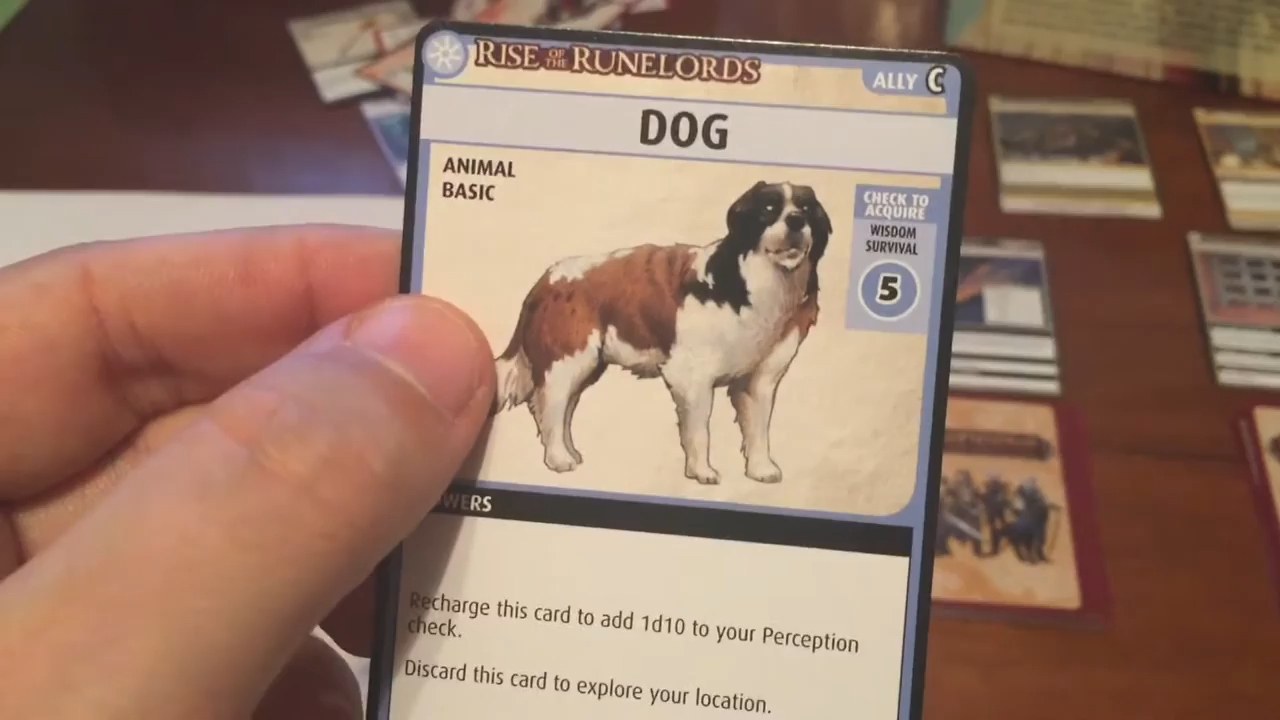 RISE OF THE RUNELORDS
ALLY C
DOG
ANIMAL
BASIC
CHECK TO
ACQUIRE
WISDOM
SURVIVAL
5
WERS
Recharge this card to add 1d10 to your Perception
check.
Discard this card to explore your location.